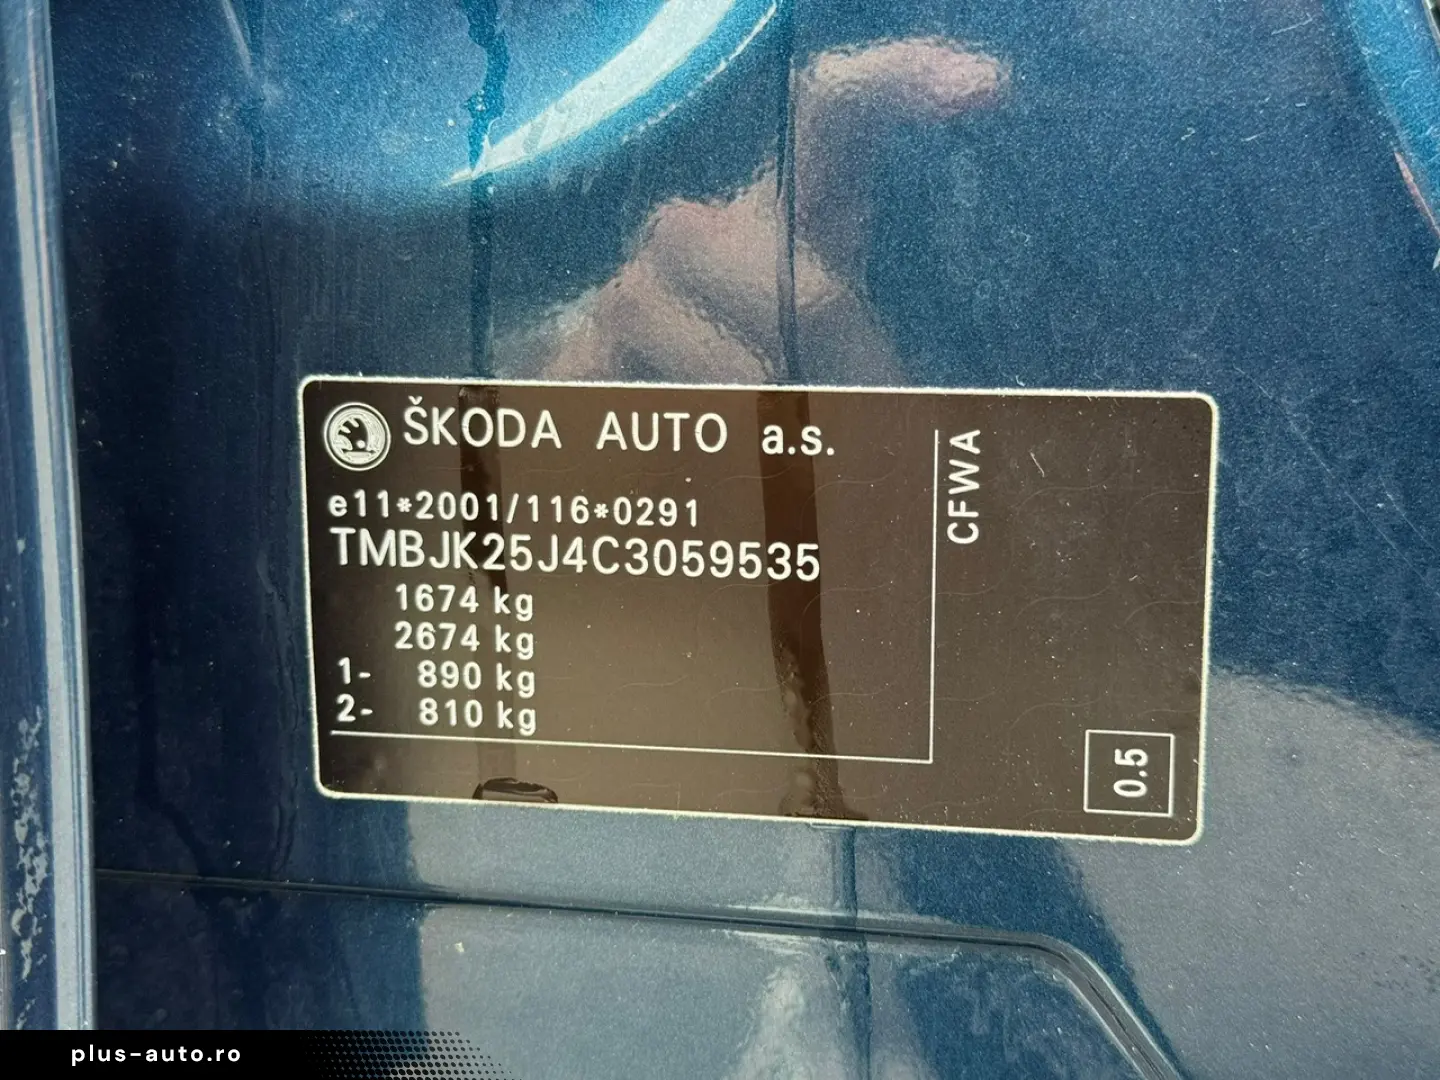 ŠKODA AUTO a.s.
e11*2001/116*0291
TMBJK25J4C3059535
1674 kg
2674 kg
1- 890 kg
2- 810 kg
CFWA
0.5
plus-auto.ro